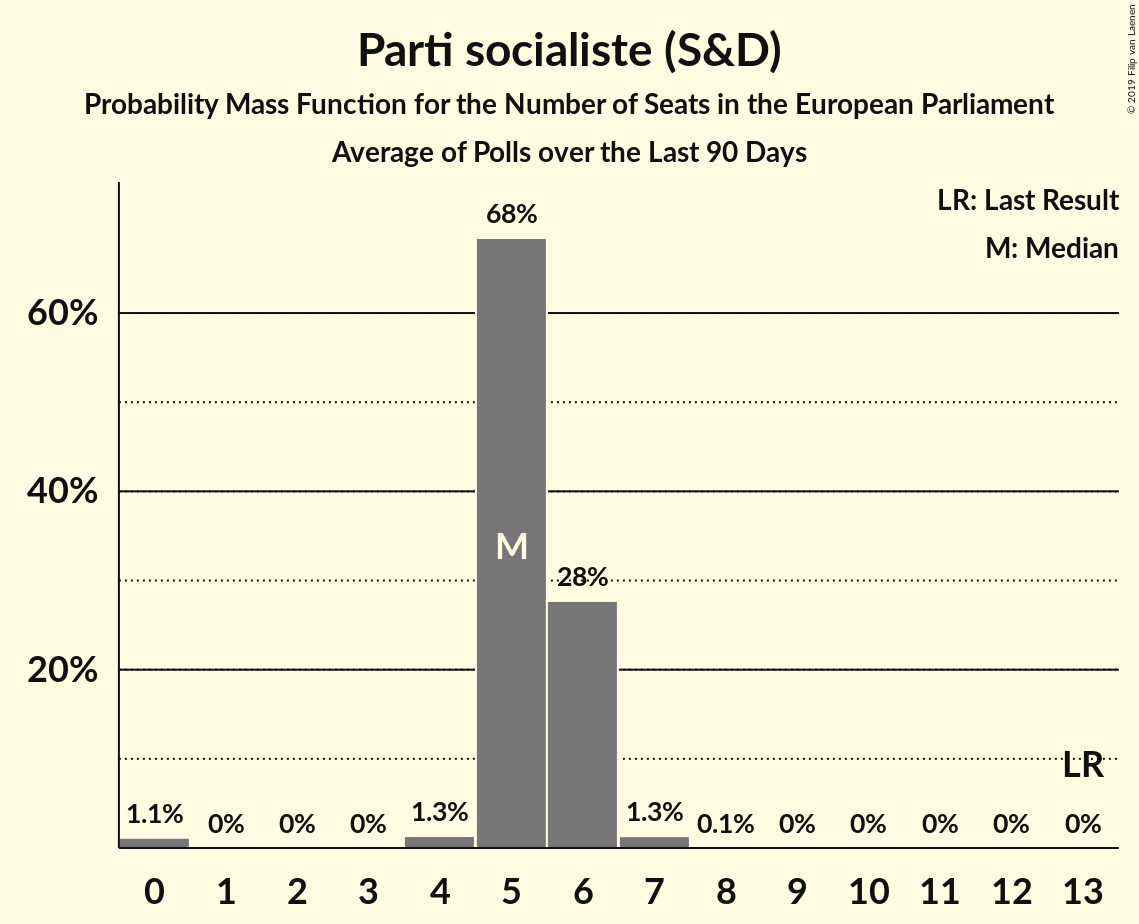 Parti socialiste (S&D)
Probability Mass Function for the Number of Seats in the European Parliament
Average of Polls over the Last 90 Days
© 2019 Filip van Laenen
LR: Last Result
M: Median
68%
60%
40%
M
28%
20%
LR
1.1% 0% 0% 0% 1.3% 1.3% 0.1% 0% 0% 0% 0% 0%
0 1 2 3 4 5 6 7 8 9 10 11 12 13